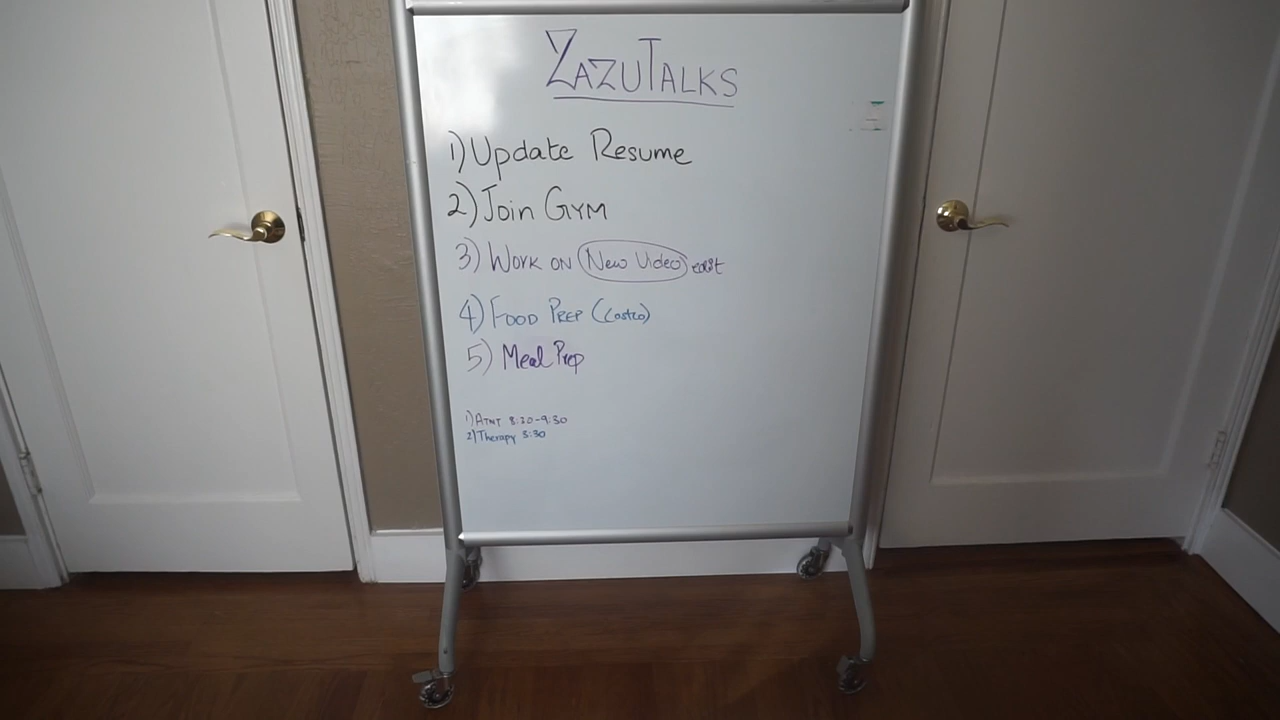 ZAZUTALKS
1) Update Resume
2) Join GYM
3) WORK ON New Video edit
4) FOOD PREP (Costco)
5) Meal Prep
1) ATNT 8:30-9:30
2) Therapy 3:30